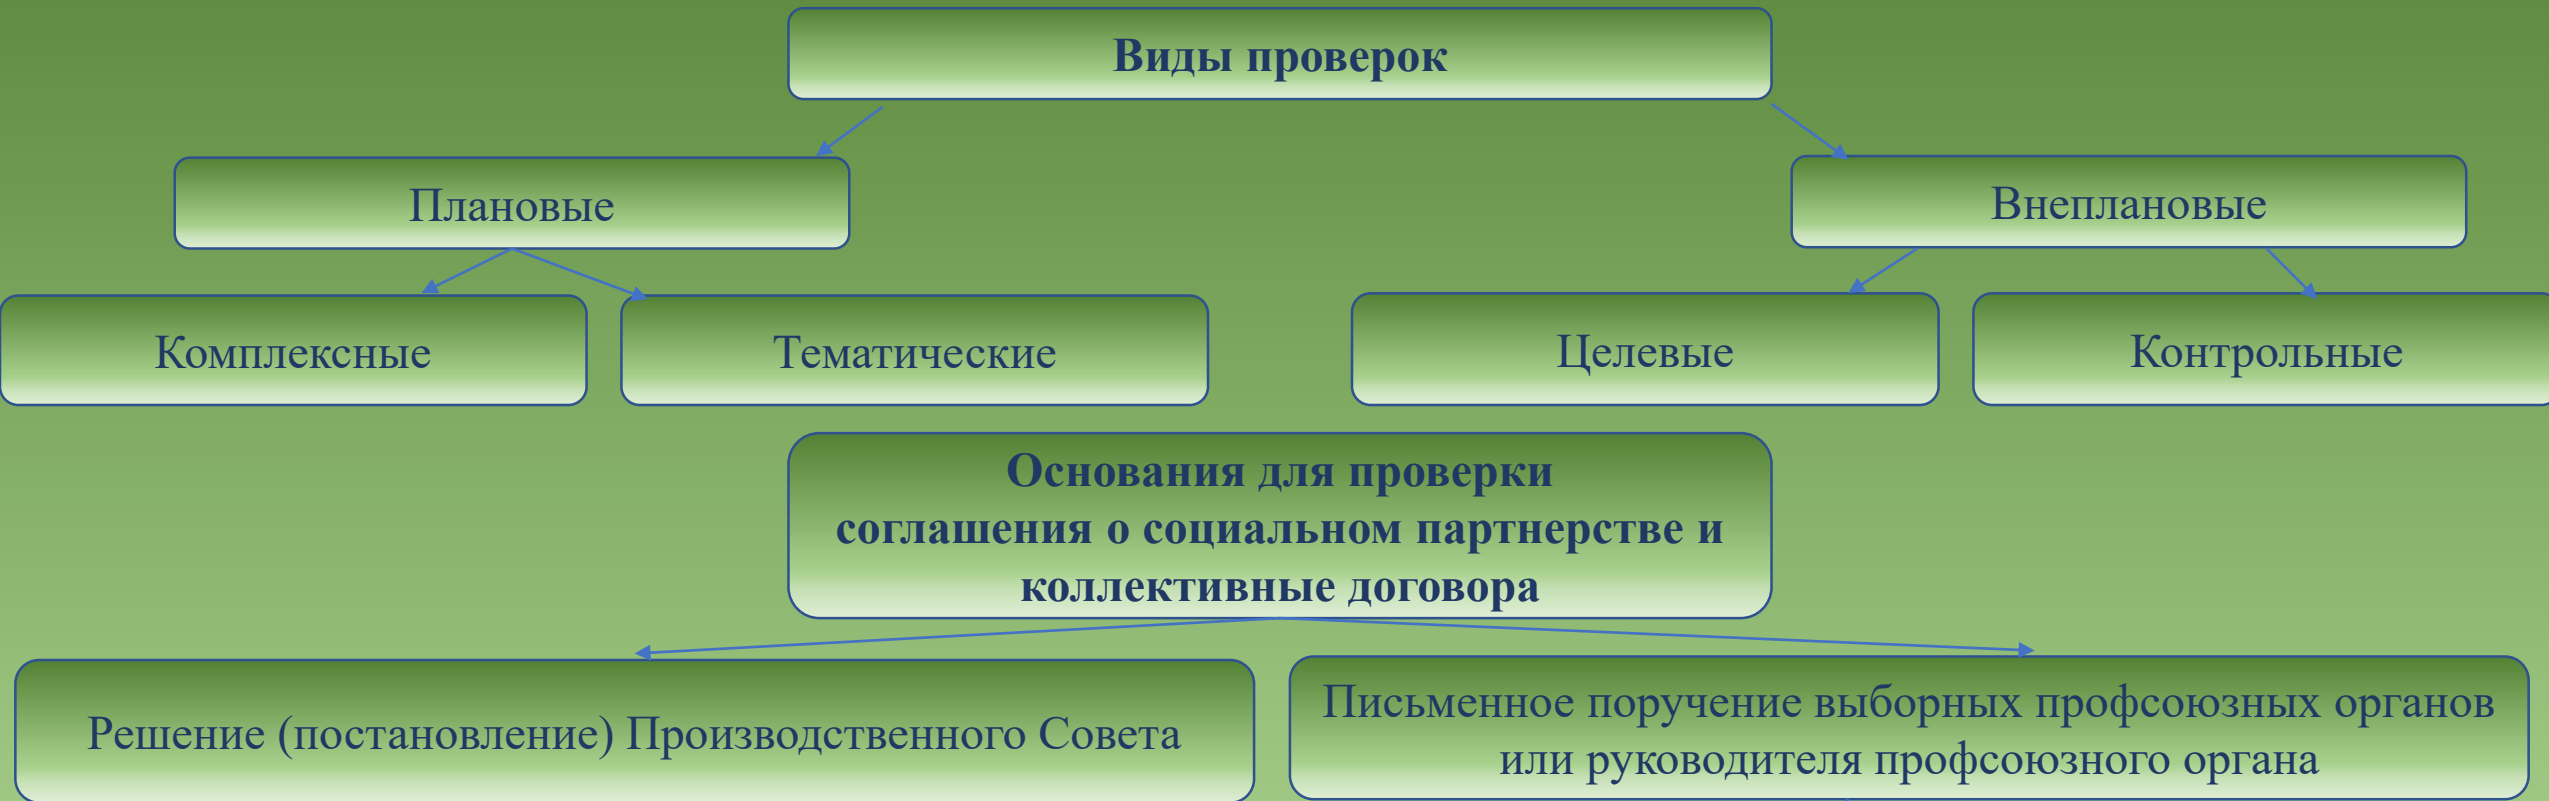 Виды проверок
Плановые
Внеплановые
Комплексные
Тематические
Целевые
Контрольные
Основания для проверки
соглашения о социальном партнерстве и
коллективные договора
Решение (постановление) Производственного Совета
Письменное поручение выборных профсоюзных органов
или руководителя профсоюзного органа